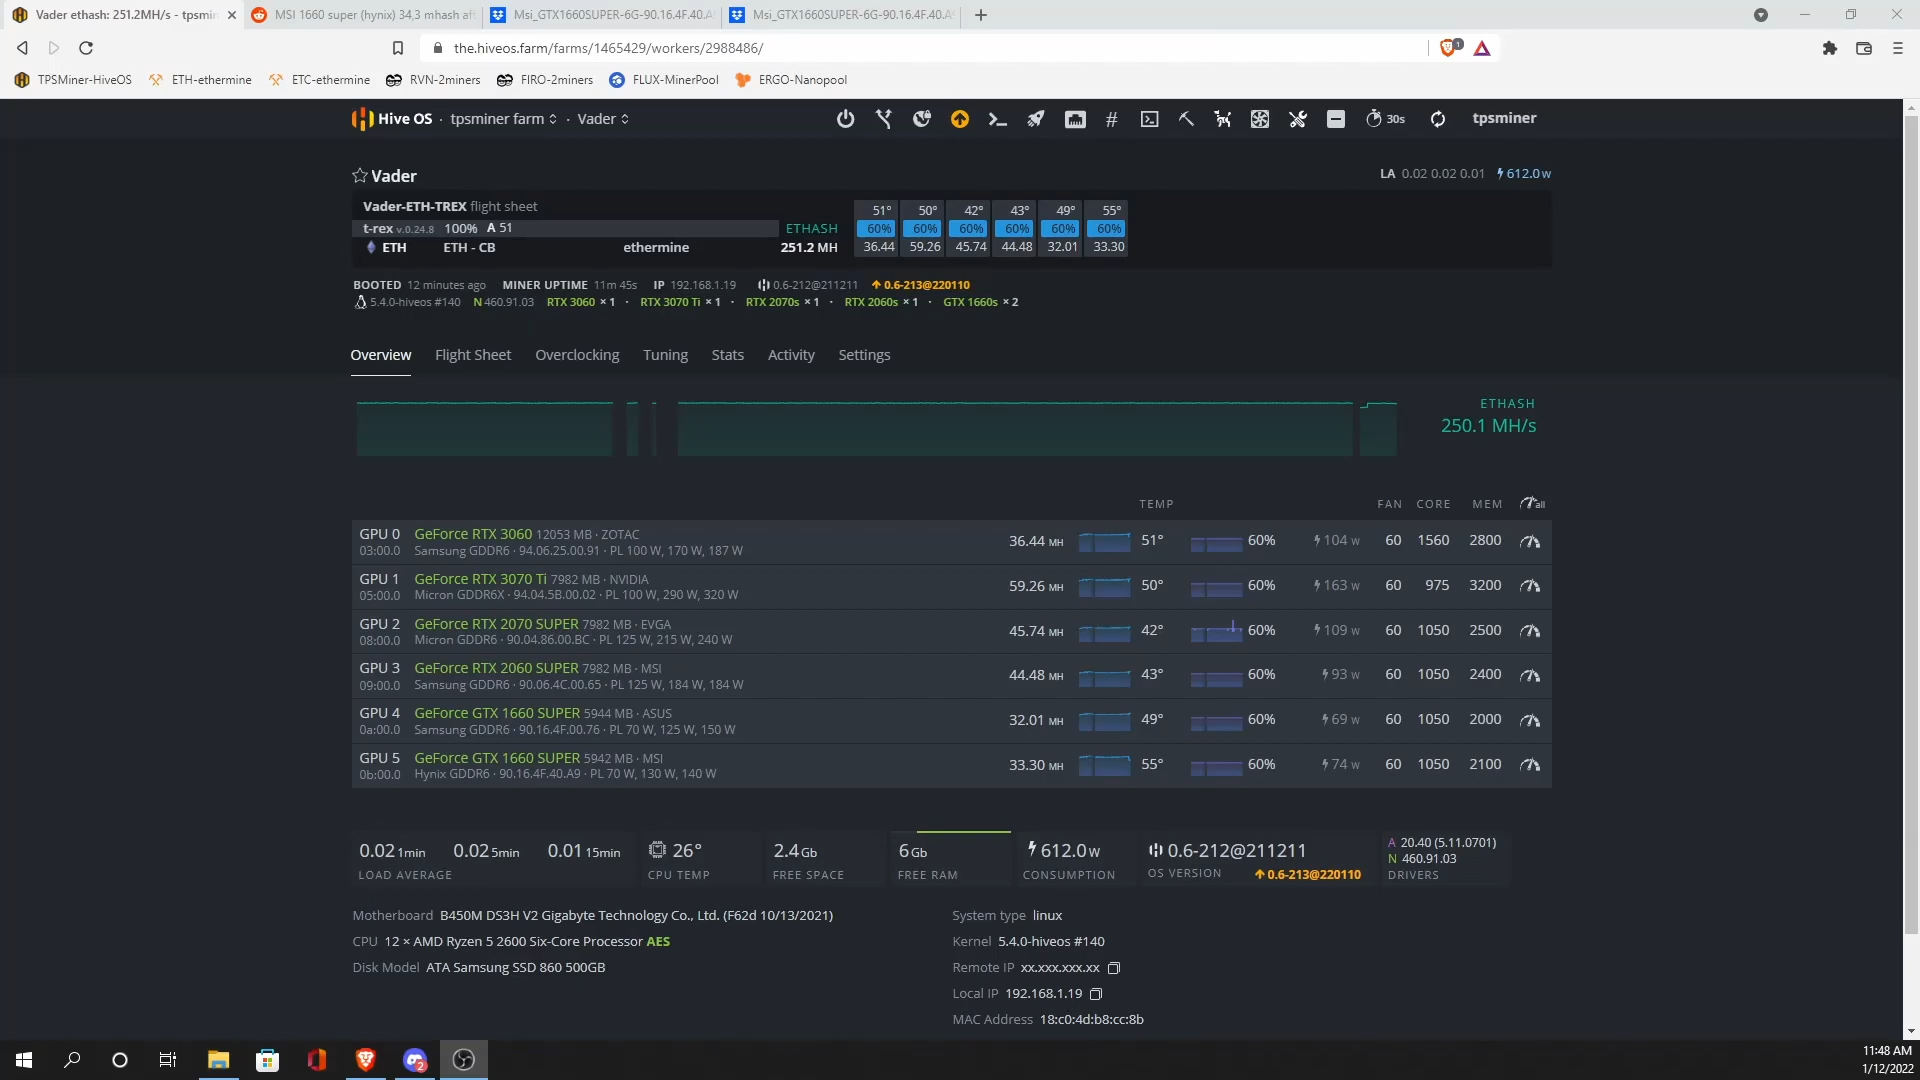 Vader ethash: 251.2MH/s - tpsmin
MSI 1660 super (hynix) 34,3 mhash aft
Msi_GTX1660SUPER-6G-90.16.4F.40.A
Msi_GTX1660SUPER-6G-90.16.4F.40.A
the.hiveos.farm/farms/1465429/workers/2988486/
1
TPSMiner-HiveOS ETH-ethermine ETC-ethermine RVN-2miners FIRO-2miners FLUX-MinerPool ERGO-Nanopool
Hive OS · tpsminer farm · Vader
30s
tpsminer
Vader
LA 0.02 0.02 0.01 612.0 w
Vader-ETH-TREX flight sheet
t-rex v.0.24.8 100% A 51 ETHASH
ETH ETH - CB ethermine 251.2 MH
51° 50° 42° 43° 49° 55°
60% 60% 60% 60% 60% 60%
36.44 59.26 45.74 44.48 32.01 33.30
BOOTED 12 minutes ago MINER UPTIME 11m 45s IP 192.168.1.19 0.6-212@211211 0.6-213@220110
5.4.0-hiveos #140 N 460.91.03 RTX 3060 × 1 · RTX 3070 Ti × 1 · RTX 2070s × 1 · RTX 2060s × 1 · GTX 1660s × 2
Overview Flight Sheet Overclocking Tuning Stats Activity Settings
ETHASH
250.1 MH/s
TEMP FAN CORE MEM all
GPU 0 GeForce RTX 3060 12053 MB · ZOTAC
03:00.0 Samsung GDDR6 · 94.06.25.00.91 · PL 100 W, 170 W, 187 W
36.44 MH 51° 60% 104 w 60 1560 2800
GPU 1 GeForce RTX 3070 Ti 7982 MB · NVIDIA
05:00.0 Micron GDDR6X · 94.04.5B.00.02 · PL 100 W, 290 W, 320 W
59.26 MH 50° 60% 163 w 60 975 3200
GPU 2 GeForce RTX 2070 SUPER 7982 MB · EVGA
08:00.0 Micron GDDR6 · 90.04.86.00.BC · PL 125 W, 215 W, 240 W
45.74 MH 42° 60% 109 w 60 1050 2500
GPU 3 GeForce RTX 2060 SUPER 7982 MB · MSI
09:00.0 Samsung GDDR6 · 90.06.4C.00.65 · PL 125 W, 184 W, 184 W
44.48 MH 43° 60% 93 w 60 1050 2400
GPU 4 GeForce GTX 1660 SUPER 5944 MB · ASUS
0a:00.0 Samsung GDDR6 · 90.16.4F.00.76 · PL 70 W, 125 W, 150 W
32.01 MH 49° 60% 69 w 60 1050 2000
GPU 5 GeForce GTX 1660 SUPER 5942 MB · MSI
0b:00.0 Hynix GDDR6 · 90.16.4F.40.A9 · PL 70 W, 130 W, 140 W
33.30 MH 55° 60% 74 w 60 1050 2100
0.02 1min 0.02 5min 0.01 15min
LOAD AVERAGE
26°
CPU TEMP
2.4 Gb
FREE SPACE
6 Gb
FREE RAM
612.0 W
CONSUMPTION
0.6-212@211211
OS VERSION 0.6-213@220110
A 20.40 (5.11.0701)
N 460.91.03
DRIVERS
Motherboard B450M DS3H V2 Gigabyte Technology Co., Ltd. (F62d 10/13/2021)
CPU 12 × AMD Ryzen 5 2600 Six-Core Processor AES
Disk Model ATA Samsung SSD 860 500GB
System type linux
Kernel 5.4.0-hiveos #140
Remote IP xx.xxx.xxx.xx
Local IP 192.168.1.19
MAC Address 18:c0:4d:b8:cc:8b
2
11:48 AM
1/12/2022